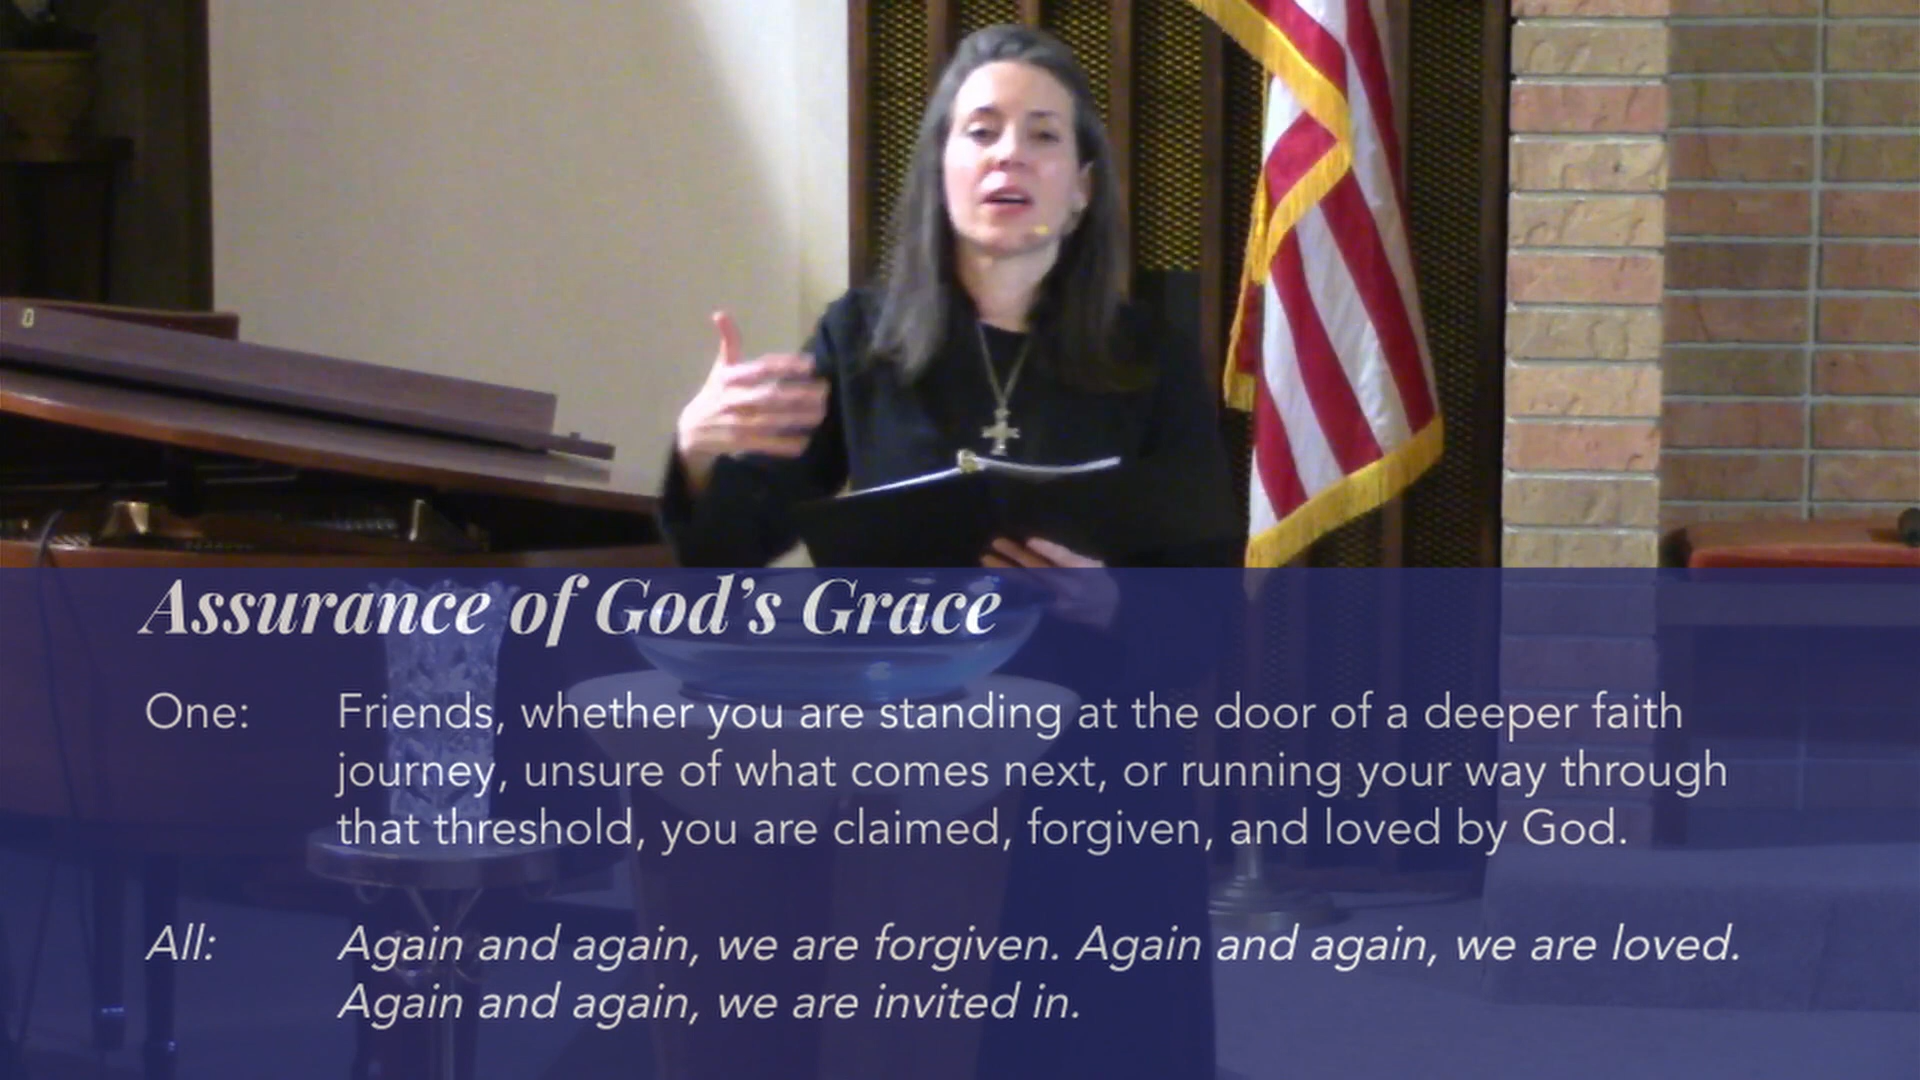 Assurance of God's Grace
One: Friends, whether you are standing at the door of a deeper faith
journey, unsure of what comes next, or running your way through
that threshold, you are claimed, forgiven, and loved by God.
All: Again and again, we are forgiven. Again and again, we are loved.
Again and again, we are invited in.